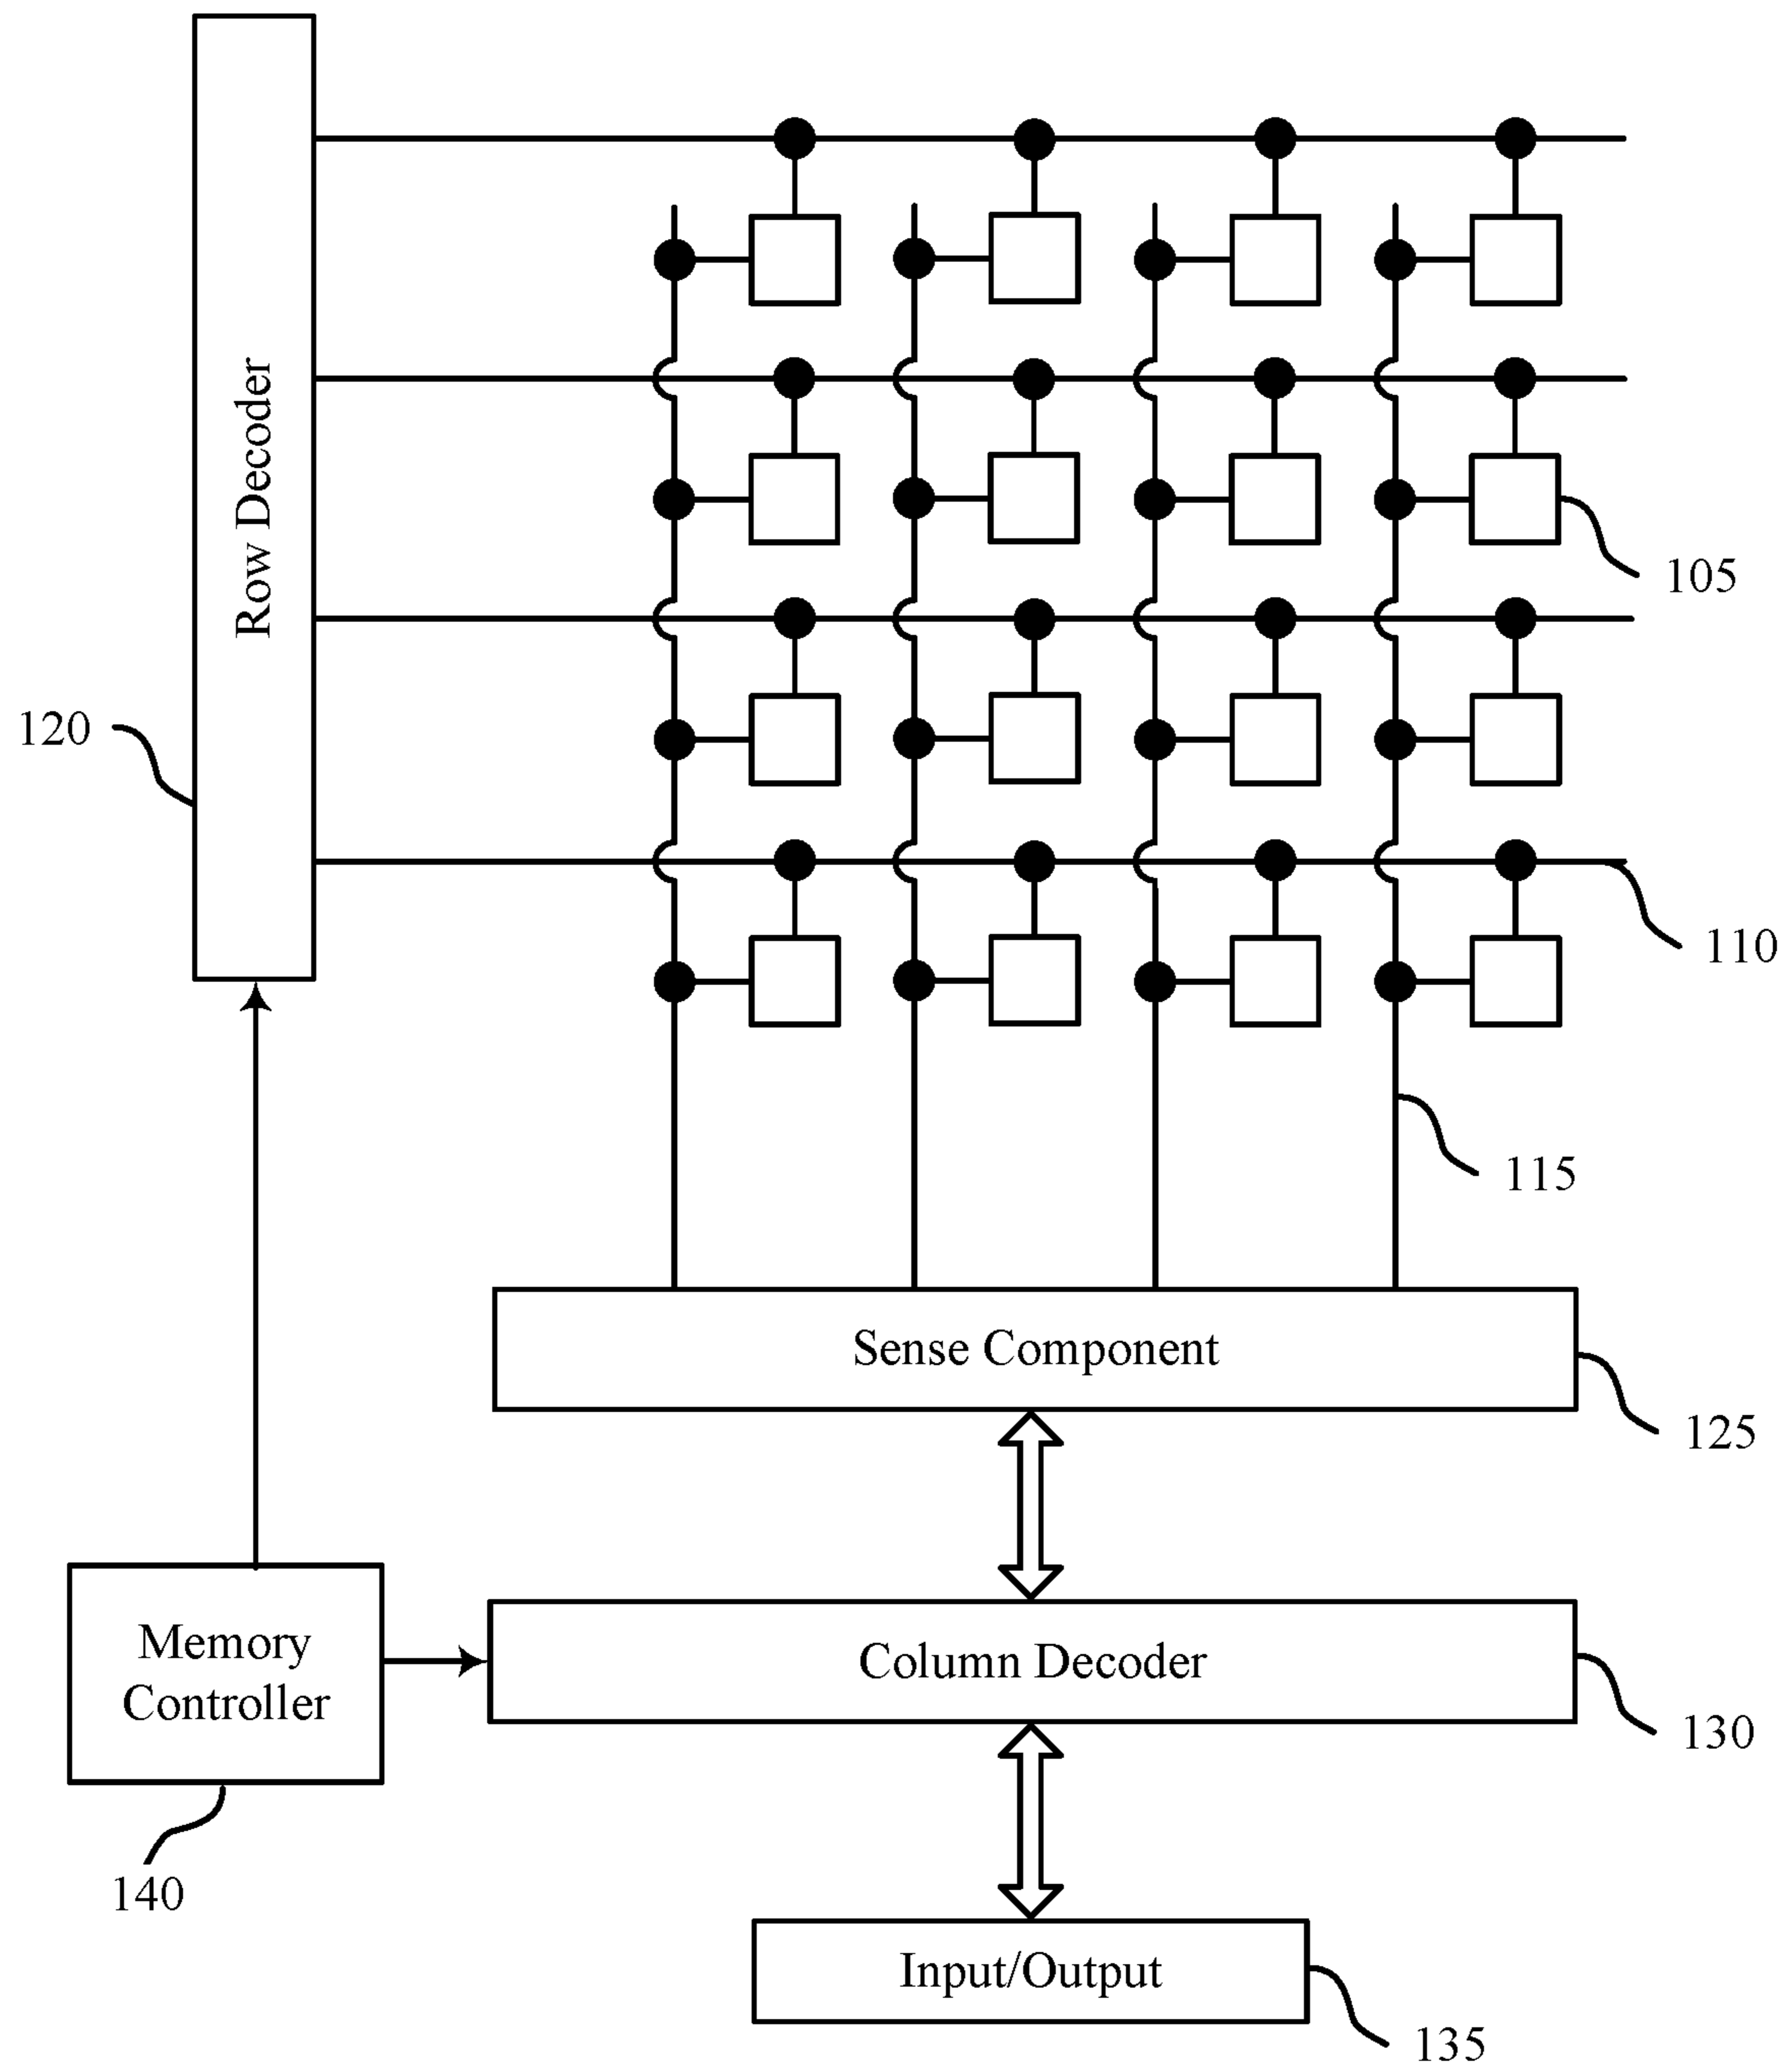 Row Decoder
105
120
110
115
Sense Component
125
Memory
Controller
Column Decoder
130
140
Input/Output
135